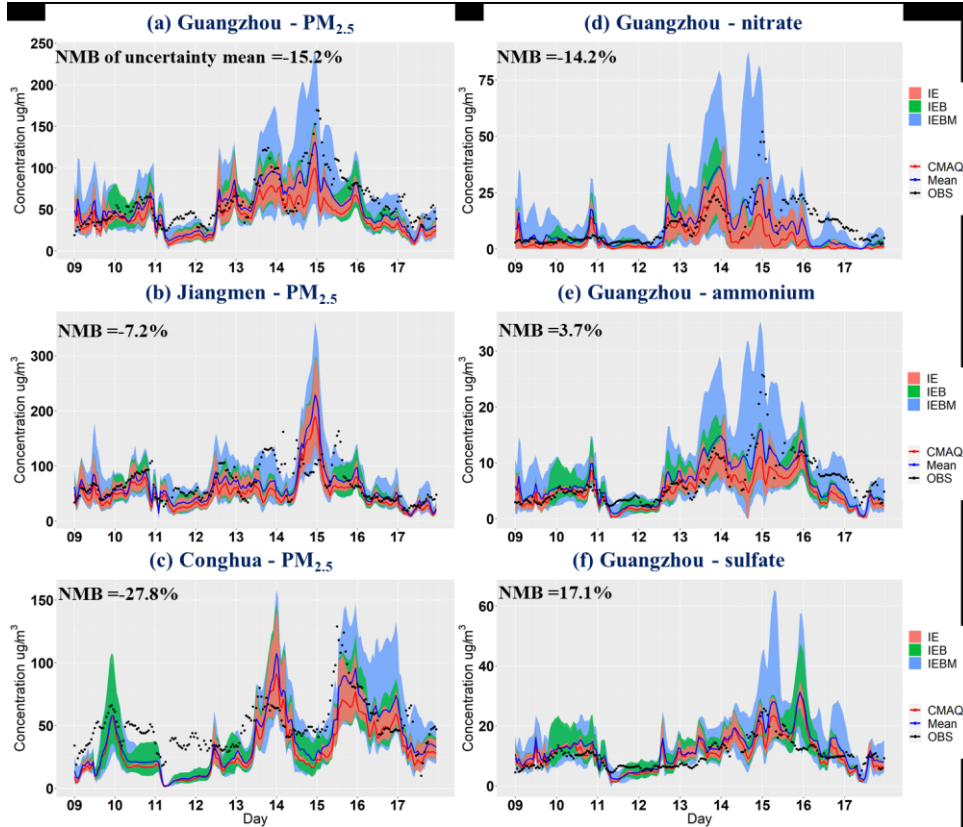 (a) Guangzhou - PM2.5
NMB of uncertainty mean =-15.2%
Concentration ug/m3
250
200
150
100
50
0
09 10 11 12 13 14 15 16 17
(d) Guangzhou - nitrate
NMB =-14.2%
Concentration ug/m3
75
50
25
0
09 10 11 12 13 14 15 16 17
IE
IEB
IEBM
CMAQ
Mean
OBS
(b) Jiangmen - PM2.5
NMB =-7.2%
Concentration ug/m3
300
200
100
0
09 10 11 12 13 14 15 16 17
(e) Guangzhou - ammonium
NMB =3.7%
Concentration ug/m3
30
20
10
0
09 10 11 12 13 14 15 16 17
IE
IEB
IEBM
CMAQ
Mean
OBS
(c) Conghua - PM2.5
NMB =-27.8%
Concentration ug/m3
150
100
50
0
09 10 11 12 13 14 15 16 17
Day
(f) Guangzhou - sulfate
NMB =17.1%
Concentration ug/m3
60
40
20
0
09 10 11 12 13 14 15 16 17
Day
IE
IEB
IEBM
CMAQ
Mean
OBS